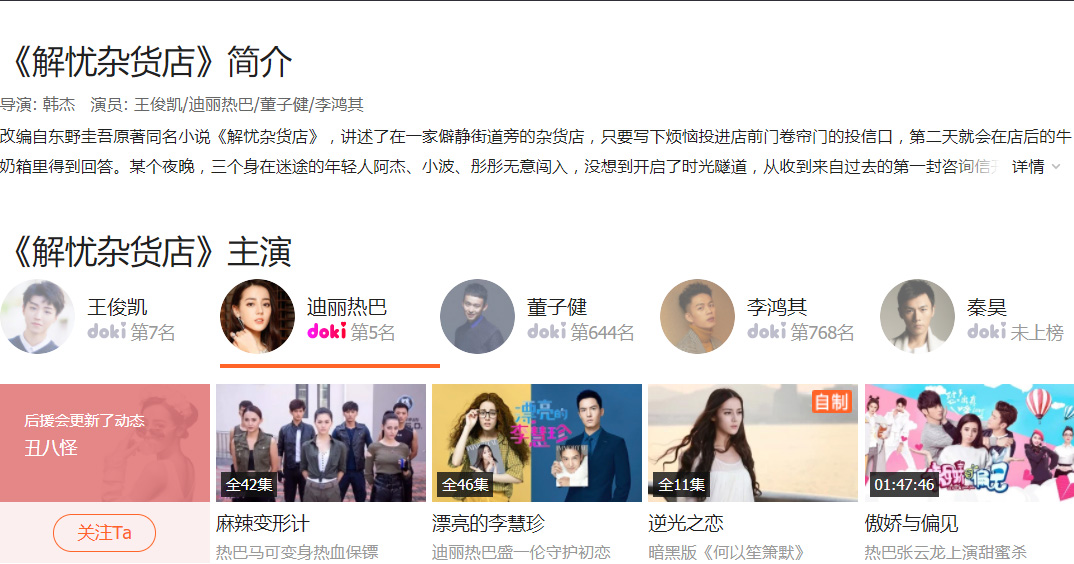 《解忧杂货店》简介
导演: 韩杰 演员: 王俊凯/迪丽热巴/董子健/李鸿其
改编自东野圭吾原著同名小说《解忧杂货店》，讲述了在一家僻静街道旁的杂货店，只要写下烦恼投进店前门卷帘门的投信口，第二天就会在店后的牛
奶箱里得到回答。某个夜晚，三个身在迷途的年轻人阿杰、小波、彤彤无意闯入，没想到开启了时光隧道，从收到来自过去的第一封咨询信开 详情
《解忧杂货店》主演
王俊凯 迪丽热巴 董子健 李鸿其 秦昊
doki 第7名 doki 第5名 doki 第644名 doki 第768名 doki 未上榜
后援会更新了动态
丑八怪
关注Ta
全42集
麻辣变形计
热巴马可变身热血保镖
漂亮的
李慧珍
全46集
漂亮的李慧珍
迪丽热巴盛一伦守护初恋
自制
全11集
逆光之恋
暗黑版《何以笙箫默》
01:47:46
傲娇与偏见
热巴张云龙上演甜蜜杀